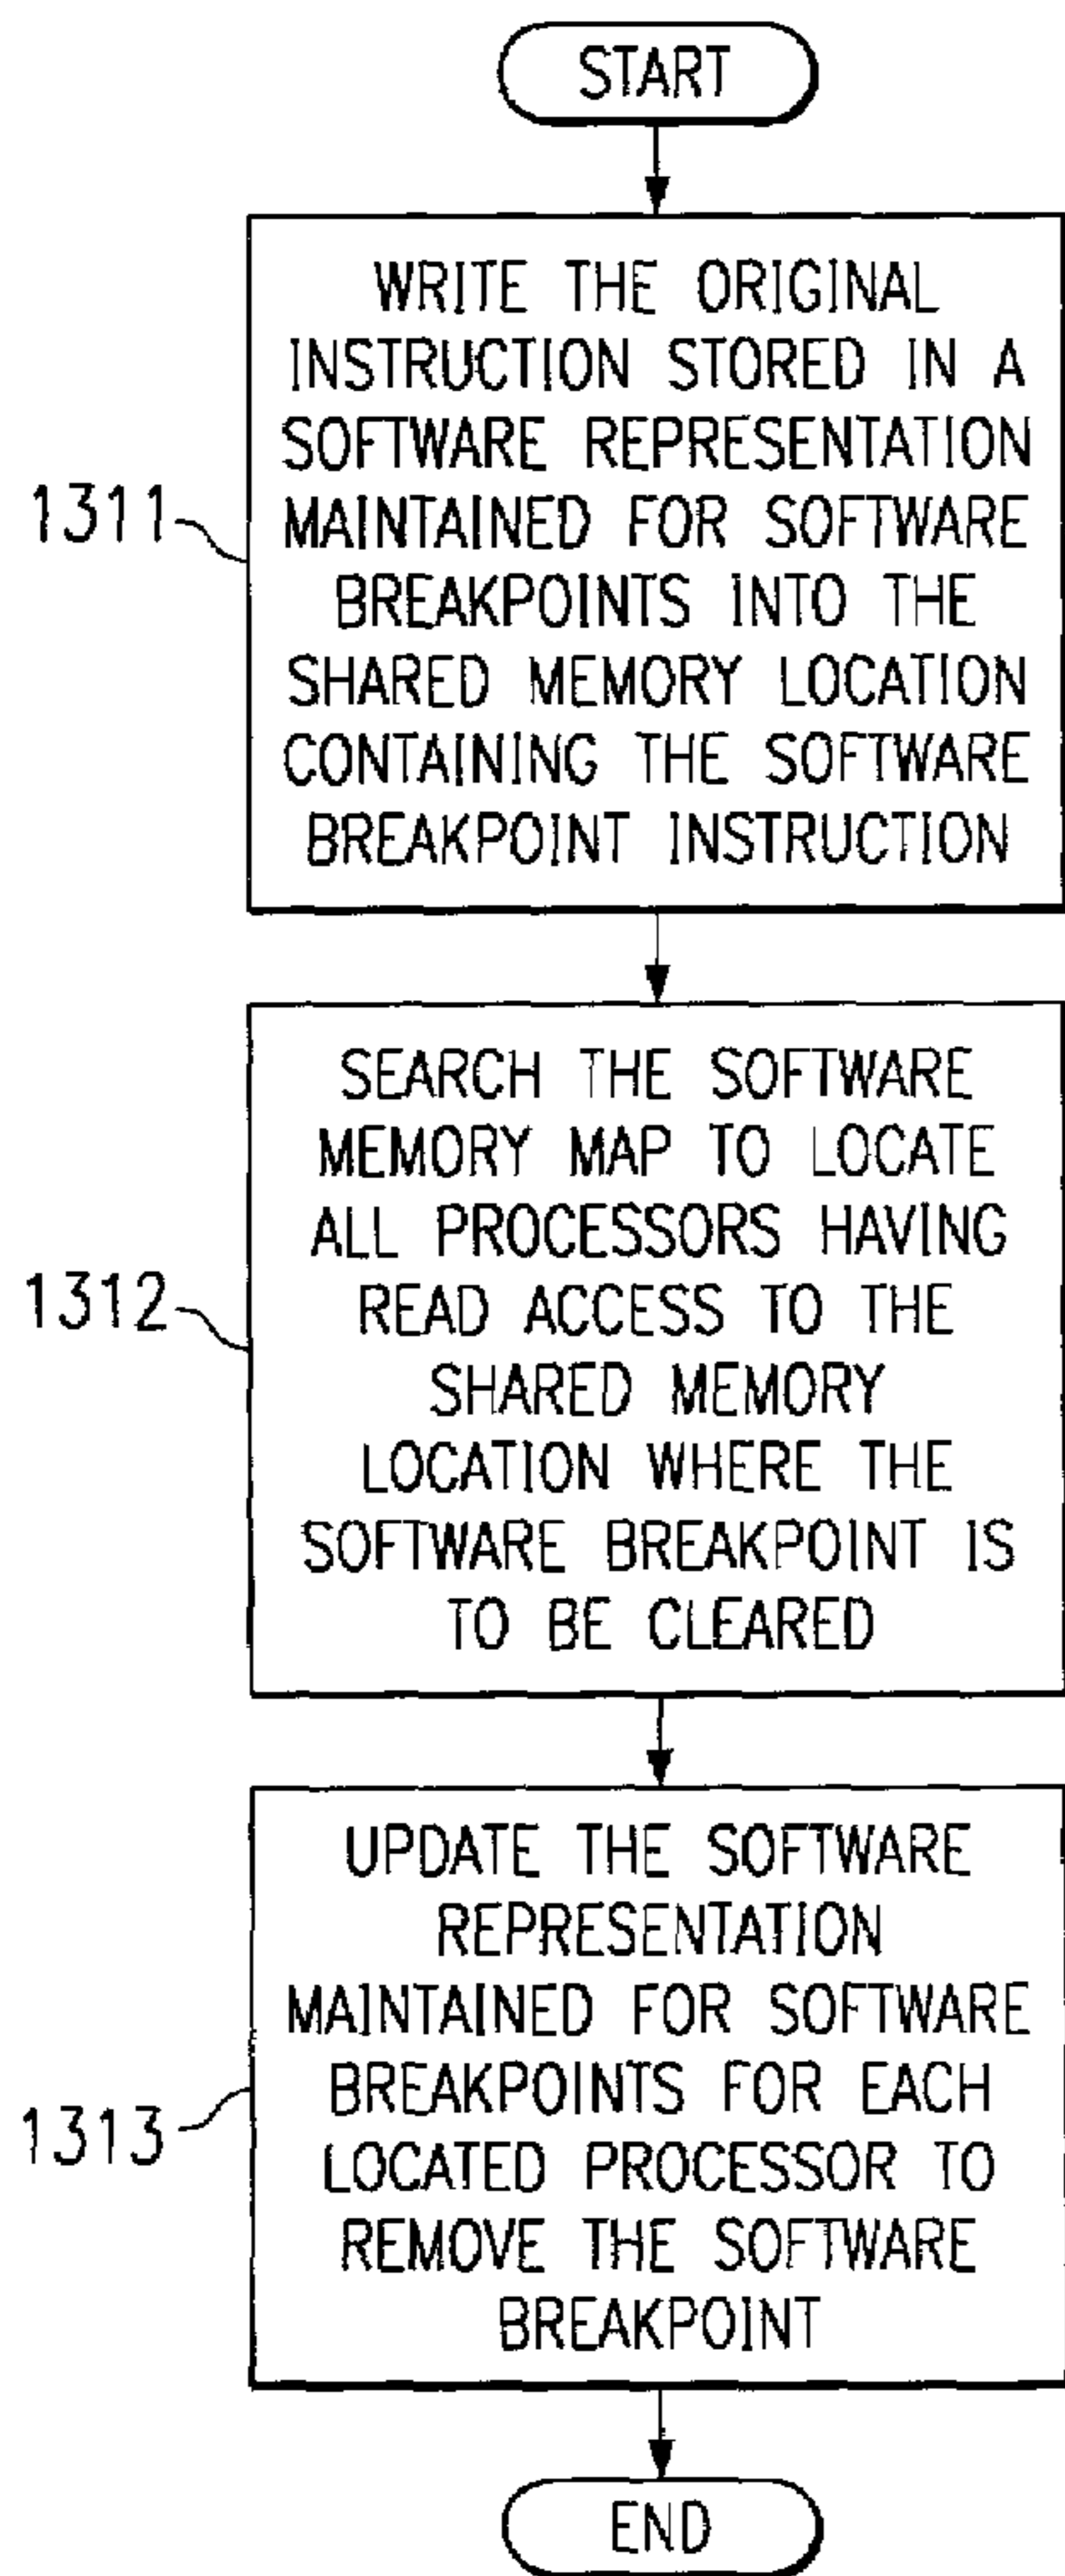 START
WRITE THE ORIGINAL
INSTRUCTION STORED IN A
SOFTWARE REPRESENTATION
MAINTAINED FOR SOFTWARE
BREAKPOINTS INTO THE
SHARED MEMORY LOCATION
CONTAINING THE SOFTWARE
BREAKPOINT INSTRUCTION
1311
SEARCH THE SOFTWARE
MEMORY MAP TO LOCATE
ALL PROCESSORS HAVING
READ ACCESS TO THE
SHARED MEMORY
LOCATION WHERE THE
SOFTWARE BREAKPOINT IS
TO BE CLEARED
1312
UPDATE THE SOFTWARE
REPRESENTATION
MAINTAINED FOR SOFTWARE
BREAKPOINTS FOR EACH
LOCATED PROCESSOR TO
REMOVE THE SOFTWARE
BREAKPOINT
1313
END